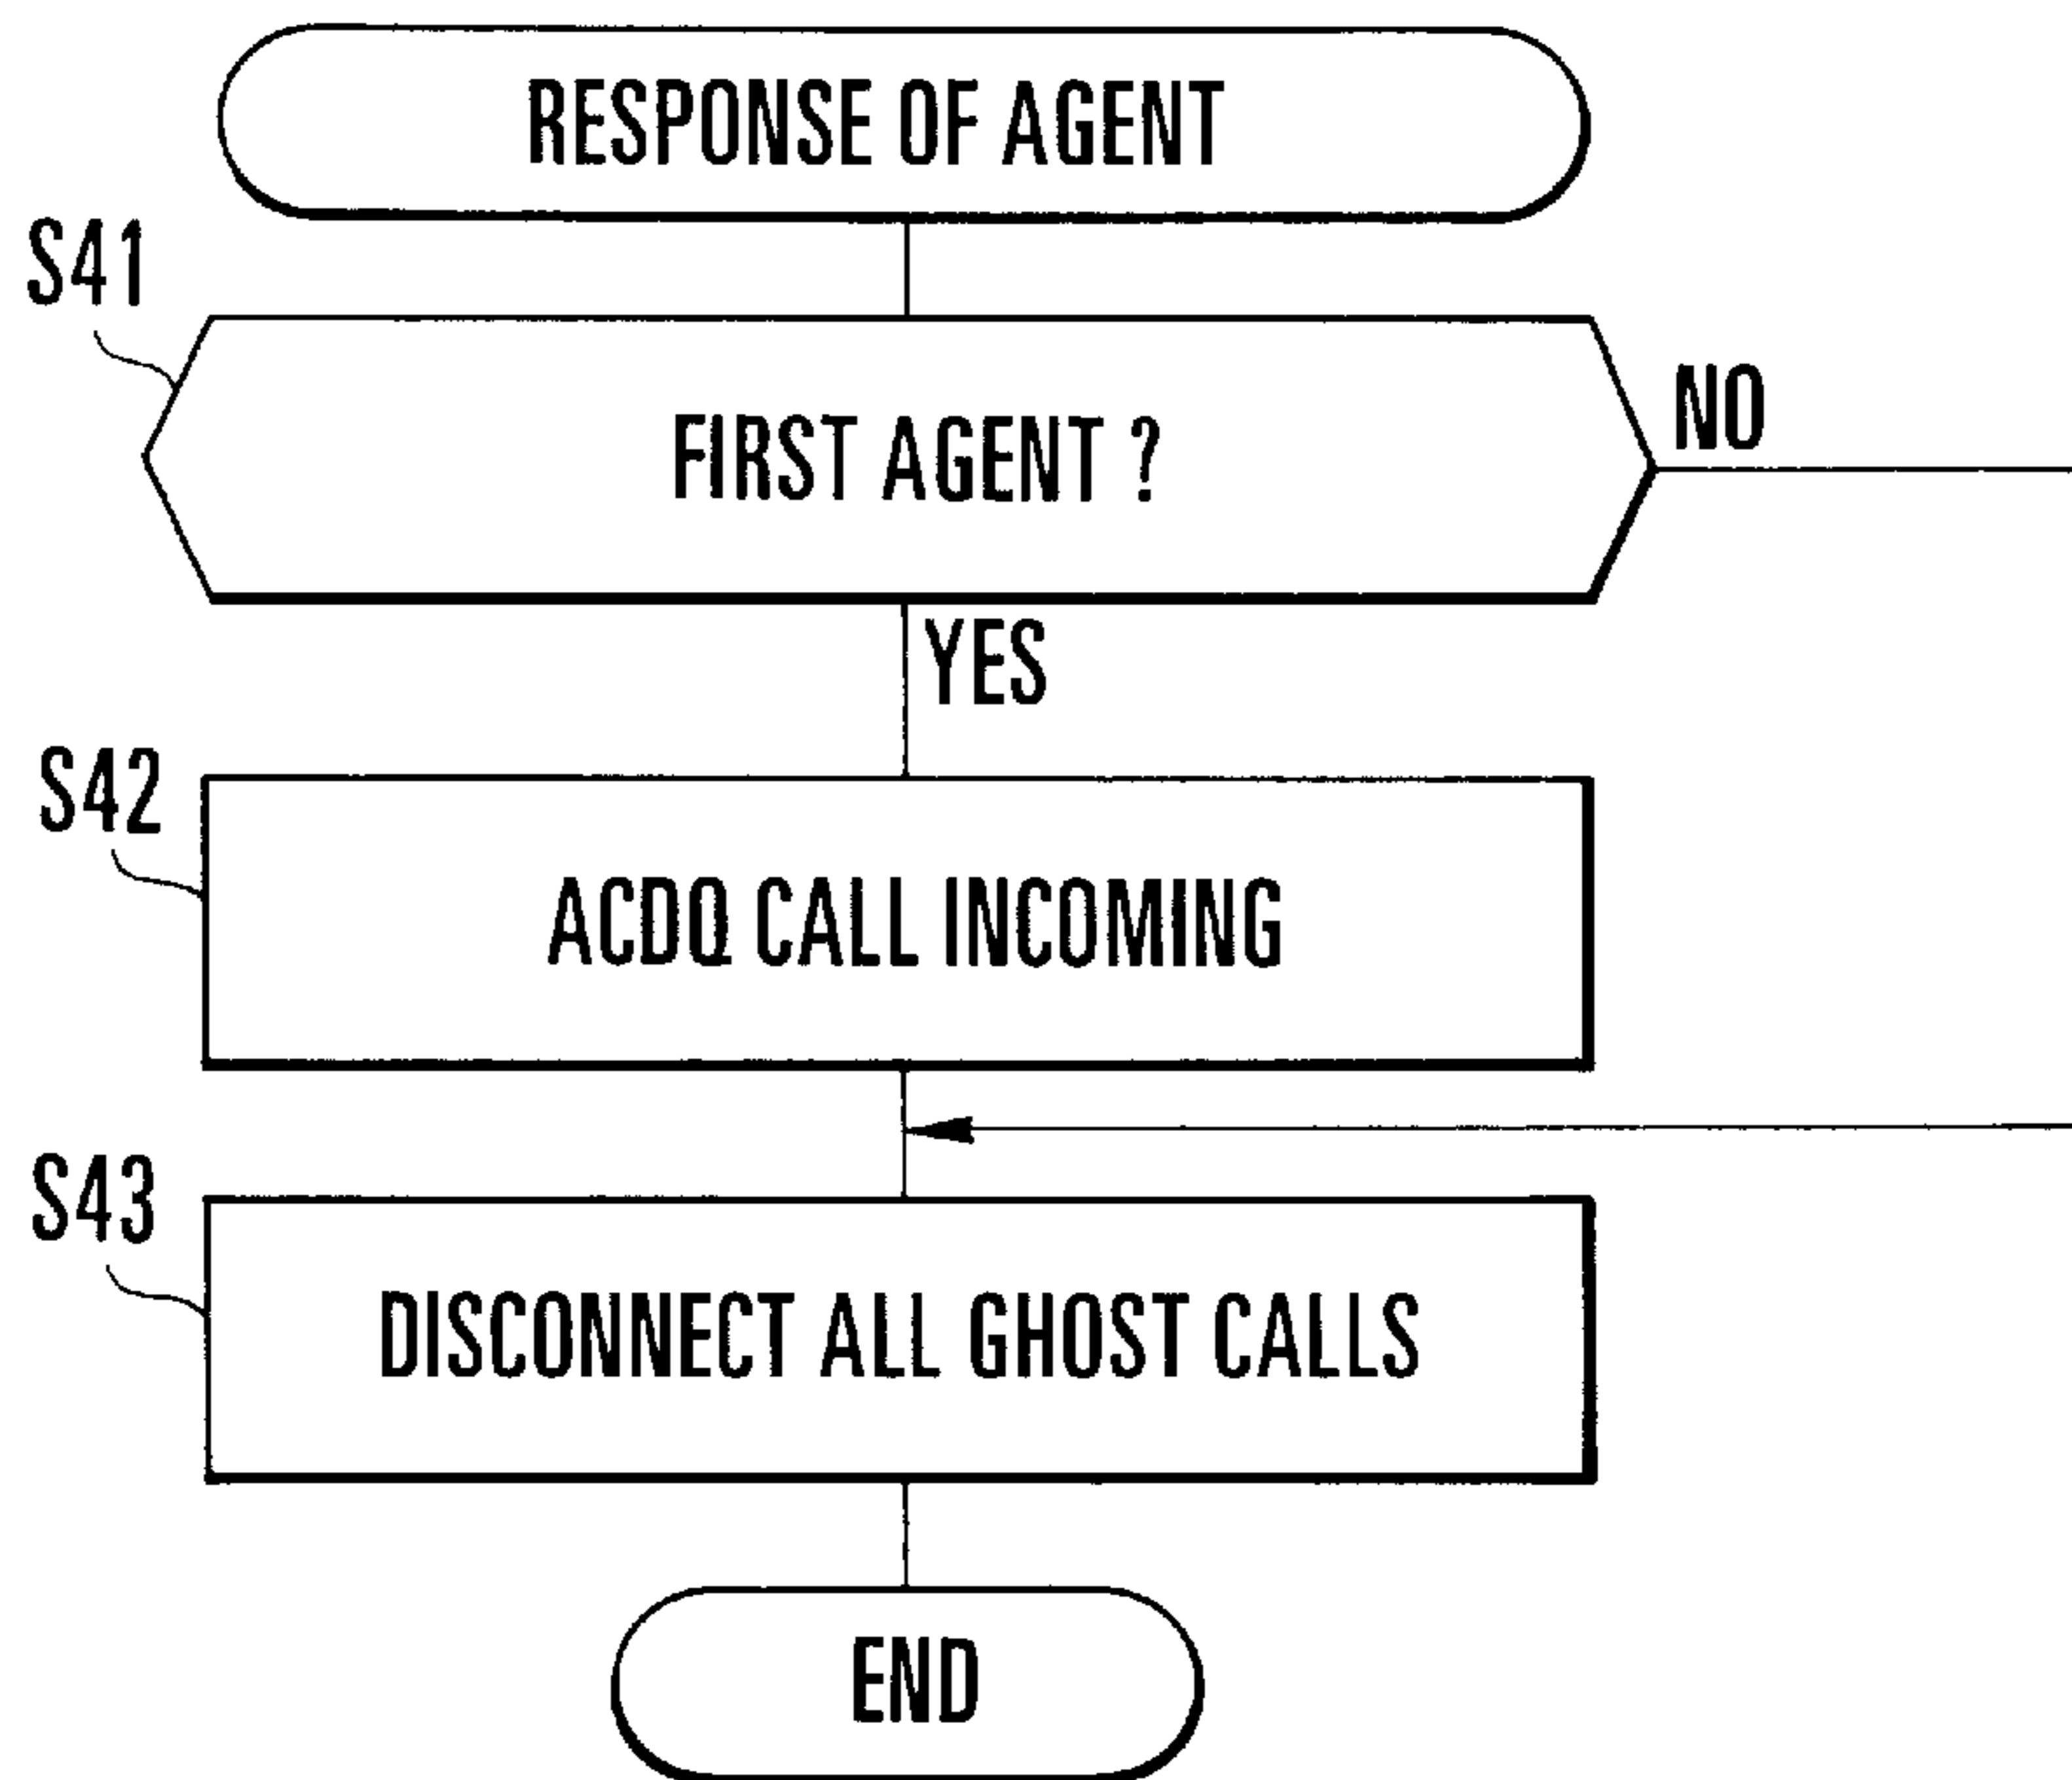 RESPONSE OF AGENT
S41
FIRST AGENT ?
NO
YES
S42
ACDQ CALL INCOMING
S43
DISCONNECT ALL GHOST CALLS
END